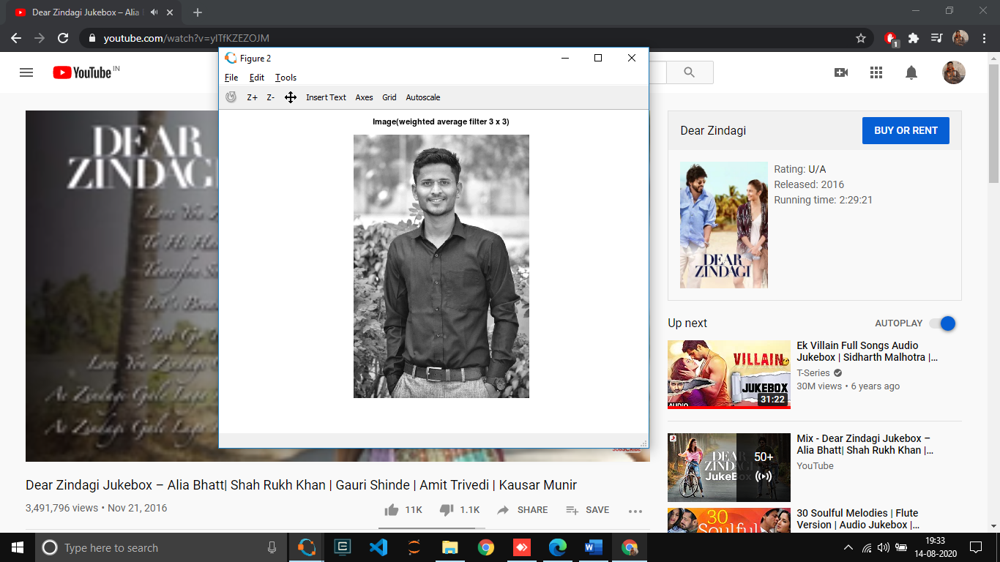 Dear Zindagi Jukebox – Alia
youtube.com/watch?v=ylTfKZEZOJM
1
YouTube IN
Figure 2
File Edit Tools
Z+ Z- Insert Text Axes Grid Autoscale
Image(weighted average filter 3 x 3)
DEAR
Dear Zindagi
BUY OR RENT
Rating: U/A
Released: 2016
Running time: 2:29:21
DEAR
ZINDAGI
Up next
AUTOPLAY
Ek Villain Full Songs Audio
Jukebox | Sidharth Malhotra |...
T-Series
30M views • 6 years ago
VILLAIN
JUKEBOX
AUDIO
31:22
Mix - Dear Zindagi Jukebox –
Alia Bhatt| Shah Rukh Khan |...
YouTube
DEAR
JukeBox
50+
30 Soulful Melodies | Flute
Version | Audio Jukebox |...
30
Soulful
Dear Zindagi Jukebox – Alia Bhatt| Shah Rukh Khan | Gauri Shinde | Amit Trivedi | Kausar Munir
3,491,796 views • Nov 21, 2016
11K 1.1K SHARE SAVE
Type here to search
19:33
14-08-2020